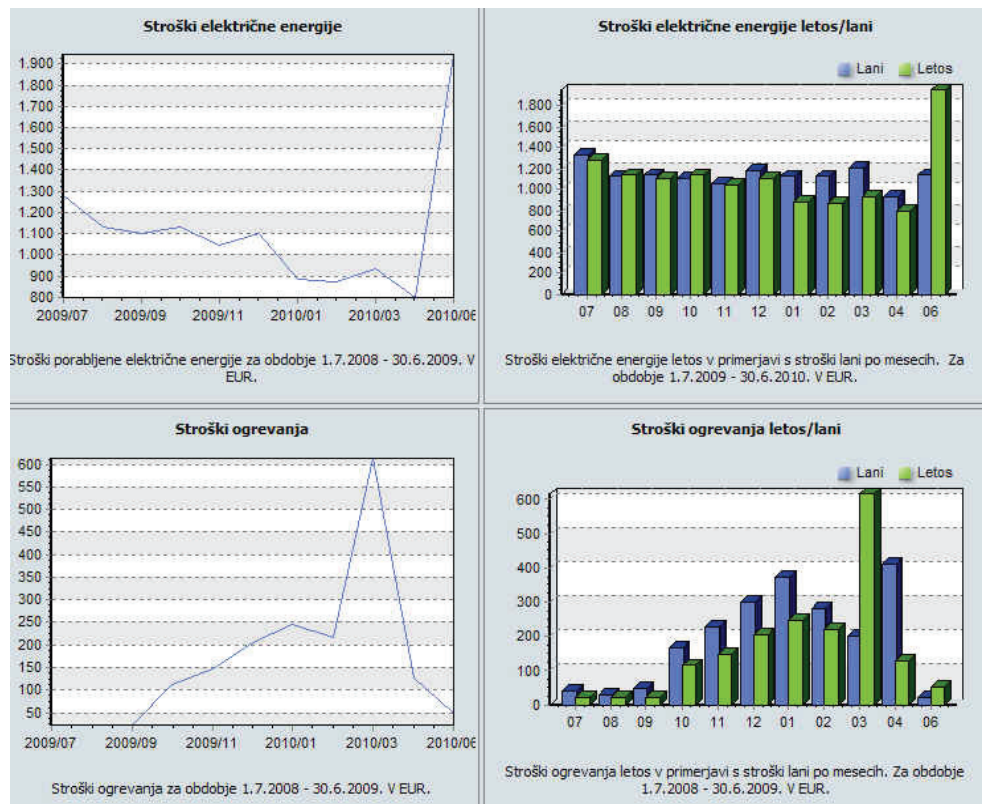 Stroški električne energije
1.900
1.800
1.700
1.600
1.500
1.400
1.300
1.200
1.100
1.000
900
800
2009/07 2009/09 2009/11 2010/01 2010/03 2010/06
Stroški porabljene električne energije za obdobje 1.7.2008 - 30.6.2009. V
EUR.
Stroški električne energije letos/lani
Lani Letos
1.800
1.600
1.400
1.200
1.000
800
600
400
200
0
07 08 09 10 11 12 01 02 03 04 06
Stroški električne energije letos v primerjavi s stroški lani po mesecih. Za
obdobje 1.7.2009 - 30.6.2010. V EUR.
Stroški ogrevanja
600
550
500
450
400
350
300
250
200
150
100
50
2009/07 2009/09 2009/11 2010/01 2010/03 2010/06
Stroški ogrevanja za obdobje 1.7.2008 - 30.6.2009. V EUR.
Stroški ogrevanja letos/lani
Lani Letos
600
500
400
300
200
100
0
07 08 09 10 11 12 01 02 03 04 06
Stroški ogrevanja letos v primerjavi s stroški lani po mesecih. Za obdobje
1.7.2008 - 30.6.2009. V EUR.